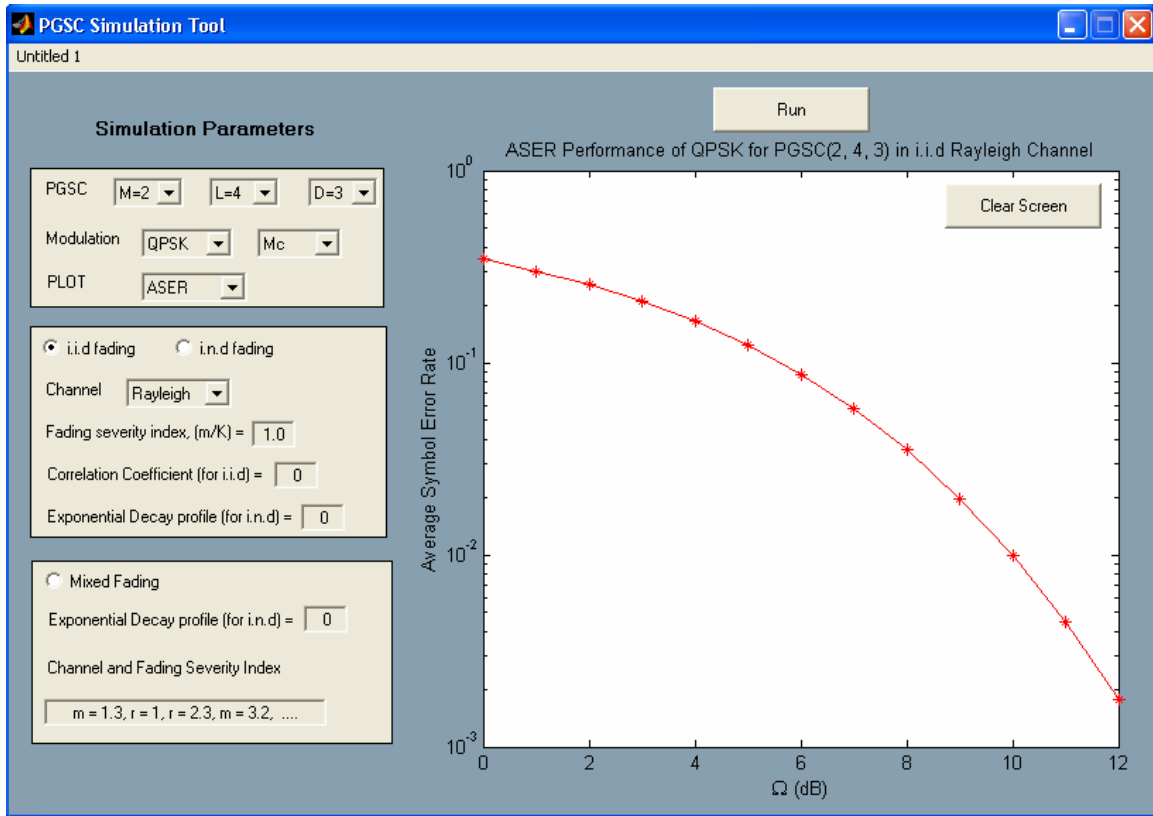 PGSC Simulation Tool
Untitled 1
Simulation Parameters
PGSC M=2 L=4 D=3
Modulation QPSK Mc
PLOT ASER
i.i.d fading i.n.d fading
Channel Rayleigh
Fading severity index, (m/K) = 1.0
Correlation Coefficient (for i.i.d) = 0
Exponential Decay profile (for i.n.d) = 0
Mixed Fading
Exponential Decay profile (for i.n.d) = 0
Channel and Fading Severity Index
m = 1.3, r = 1, r = 2.3, m = 3.2, ....
Run
ASER Performance of QPSK for PGSC(2, 4, 3) in i.i.d Rayleigh Channel
Clear Screen
Average Symbol Error Rate
10^0
10^-1
10^-2
10^-3
0 2 4 6 8 10 12
Ω (dB)